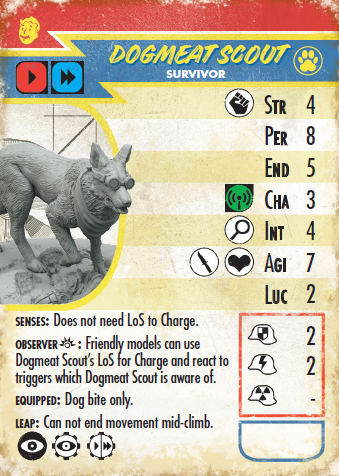 DOGMEAT SCOUT
SURVIVOR
STR 4
PER 8
END 5
CHA 3
INT 4
AGI 7
LUC 2
SENSES: Does not need LoS to Charge.
OBSERVER : Friendly models can use
Dogmeat Scout's LoS for Charge and react to
triggers which Dogmeat Scout is aware of.
EQUIPPED: Dog bite only.
LEAP: Can not end movement mid-climb.
2
2
-